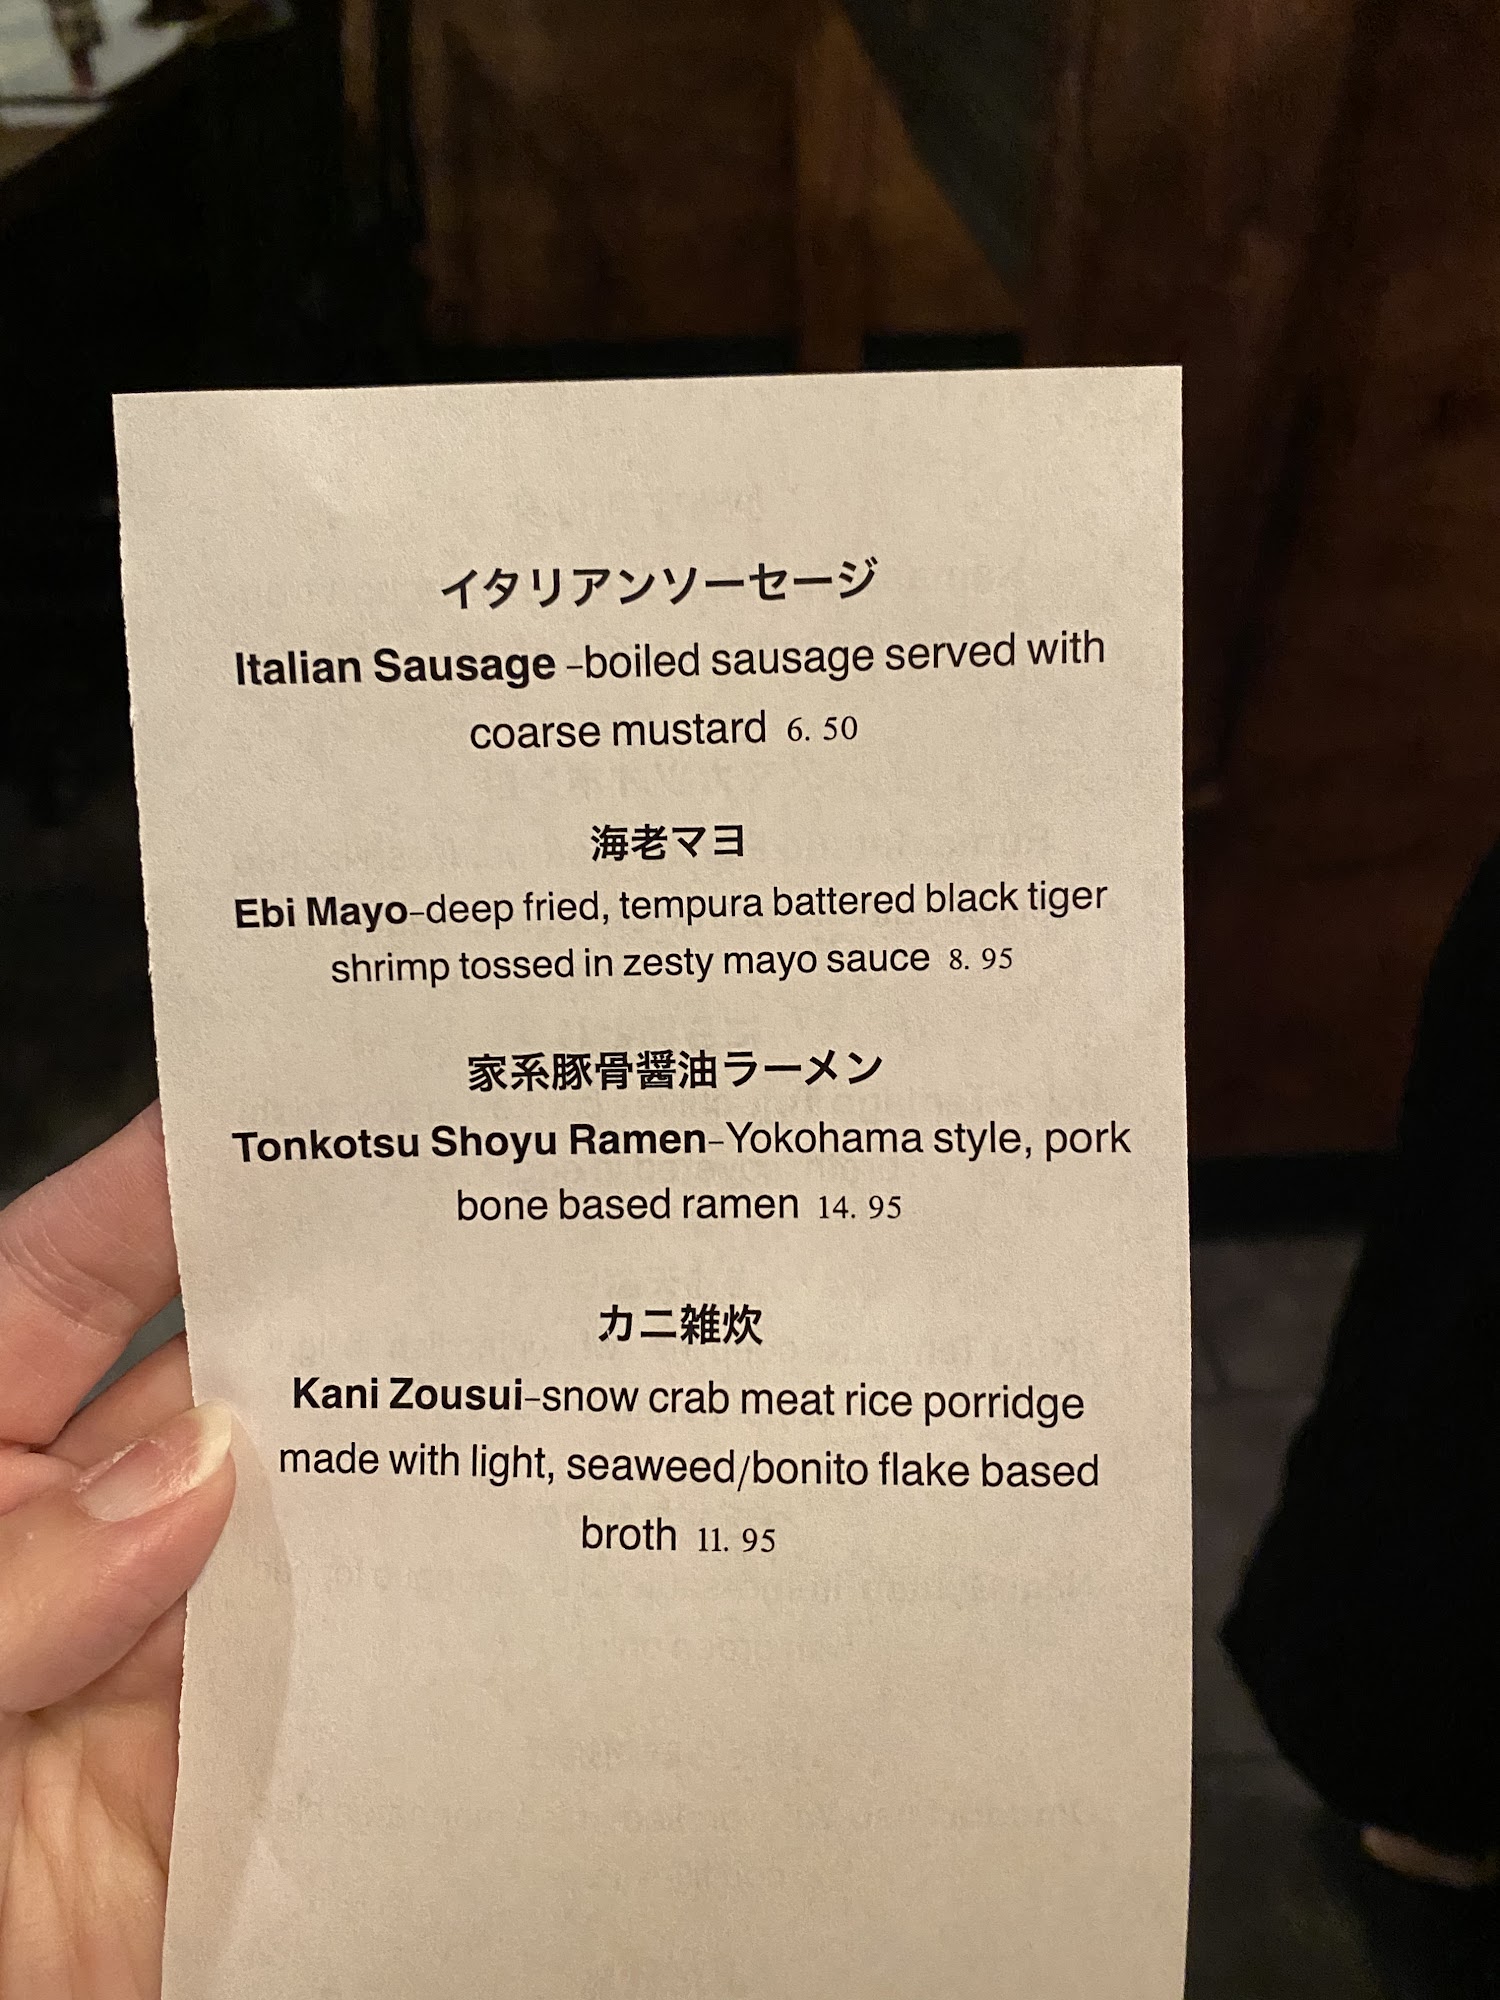 イタリアンソーセージ
Italian Sausage –boiled sausage served with
coarse mustard 6. 50
海老マヨ
Ebi Mayo–deep fried, tempura battered black tiger
shrimp tossed in zesty mayo sauce 8. 95
家系豚骨醤油ラーメン
Tonkotsu Shoyu Ramen–Yokohama style, pork
bone based ramen 14. 95
カニ雑炊
Kani Zousui–snow crab meat rice porridge
made with light, seaweed/bonito flake based
broth 11. 95